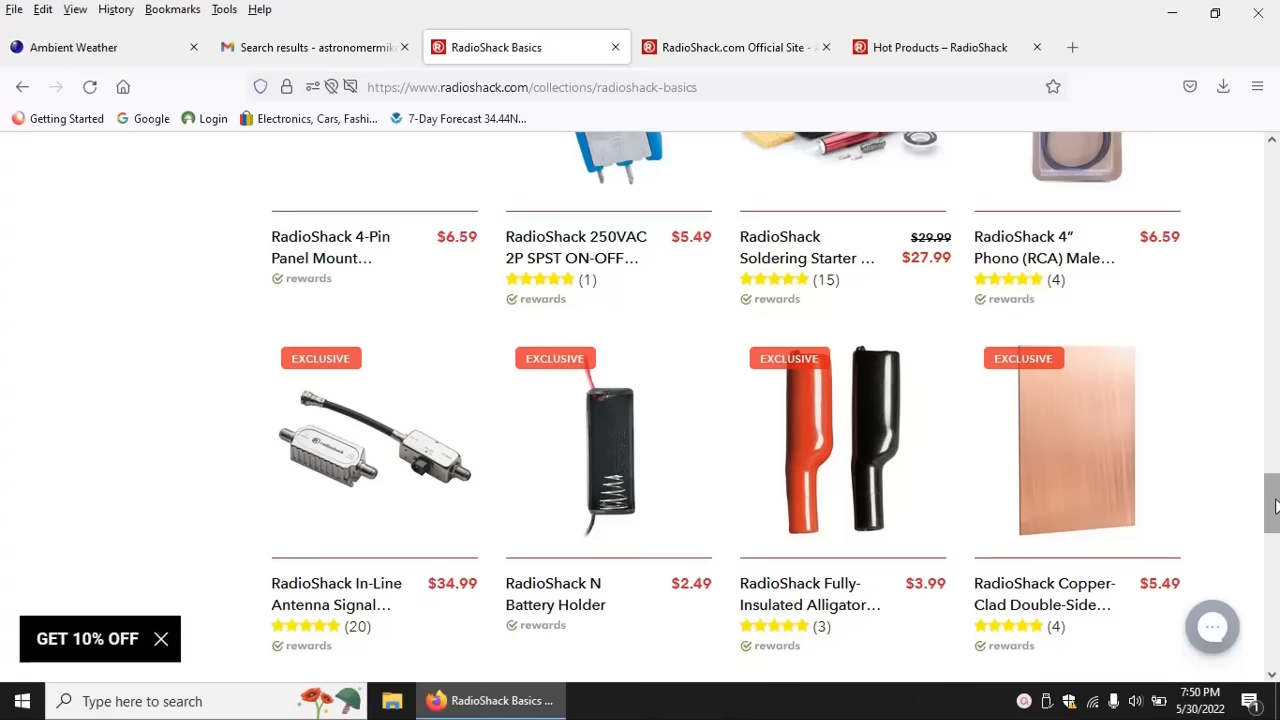 File Edit View History Bookmarks Tools Help
Ambient Weather
Search results - astronomermik
RadioShack Basics
RadioShack.com Official Site -
Hot Products – RadioShack
https://www.radioshack.com/collections/radioshack-basics
Getting Started
Google
Login
Electronics, Cars, Fashi...
7-Day Forecast 34.44N...
RadioShack 4-Pin $6.59
Panel Mount...
rewards
RadioShack 250VAC $5.49
2P SPST ON-OFF...
(1)
rewards
RadioShack $29.99
Soldering Starter ... $27.99
(15)
rewards
RadioShack 4” $6.59
Phono (RCA) Male...
(4)
rewards
EXCLUSIVE
radioshack
RadioShack In-Line $34.99
Antenna Signal...
(20)
rewards
EXCLUSIVE
RadioShack N $2.49
Battery Holder
rewards
EXCLUSIVE
RadioShack Fully- $3.99
Insulated Alligator...
(3)
rewards
EXCLUSIVE
RadioShack Copper- $5.49
Clad Double-Side...
(4)
rewards
GET 10% OFF
Type here to search
RadioShack Basics ...
7:50 PM
5/30/2022
1